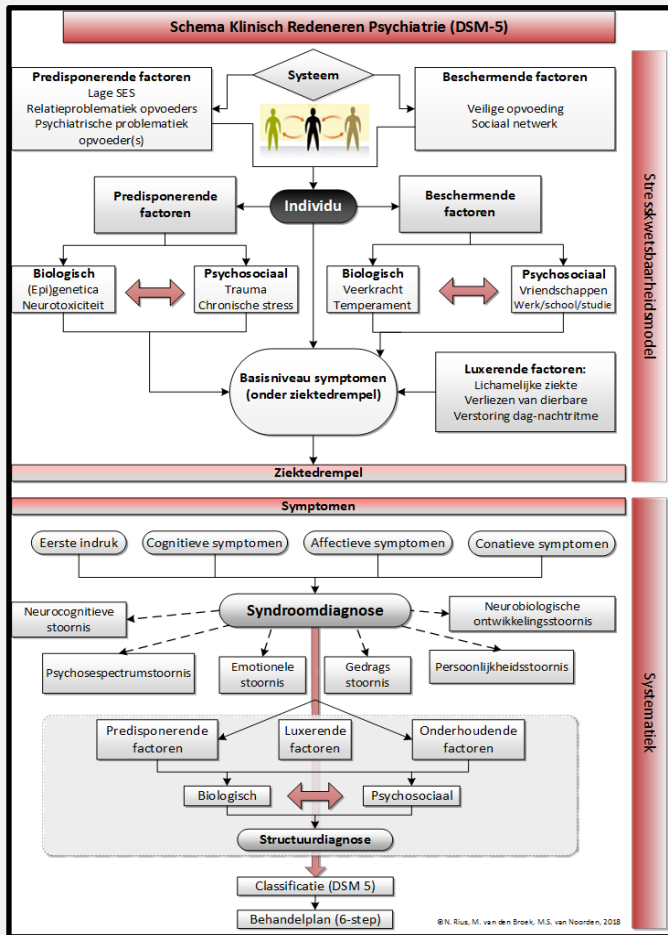 Schema Klinisch Redeneren Psychiatrie (DSM-5)
Predisponerende factoren
Lage SES
Relatieproblematiek opvoeders
Psychiatrische problematiek
opvoeder(s)
Systeem
Beschermende factoren
Veilige opvoeding
Sociaal netwerk
Predisponerende
factoren
Individu
Beschermende
factoren
Biologisch
(Epi)genetica
Neurotoxiciteit
Psychosociaal
Trauma
Chronische stress
Biologisch
Veerkracht
Temperament
Psychosociaal
Vriendschappen
Werk/school/studie
Basisniveau symptomen
(onder ziektedrempel)
Luxerende factoren:
Lichamelijke ziekte
Verliezen van dierbare
Verstoring dag-nachtritme
Ziektedrempel
Stresskwetsbaarheidsmodel
Symptomen
Eerste indruk
Cognitieve symptomen
Affectieve symptomen
Conatieve symptomen
Syndroomdiagnose
Neurocognitieve
stoornis
Neurobiologische
ontwikkelingsstoornis
Psychosespectrumstoornis
Emotionele
stoornis
Gedrags
stoornis
Persoonlijkheidsstoornis
Predisponerende
factoren
Luxerende
factoren
Onderhoudende
factoren
Biologisch
Psychosociaal
Structuurdiagnose
Classificatie (DSM 5)
Behandelplan (6-step)
Systematiek
©N. Rius, M. van den Broek, M.S. van Noorden, 2018